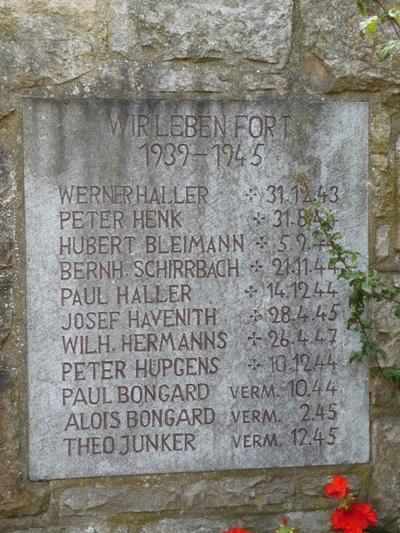 WIR LEBEN FORT
1939-1945
WERNER HALLER ✣ 31.12.43
PETER HENK ✣ 31.8.
HUBERT BLEIMANN ✣ 5.9.44
BERNH. SCHIRRBACH ✣ 21.11.44
PAUL HALLER ✣ 14.12.44
JOSEF HAVENITH ✣ 28.4.45
WILH. HERMANNS ✣ 26.4.47
PETER HÜPGENS ✣ 10.12.44
PAUL BONGARD VERM. 10.44
ALOIS BONGARD VERM. 2.45
THEO JUNKER VERM. 12.45